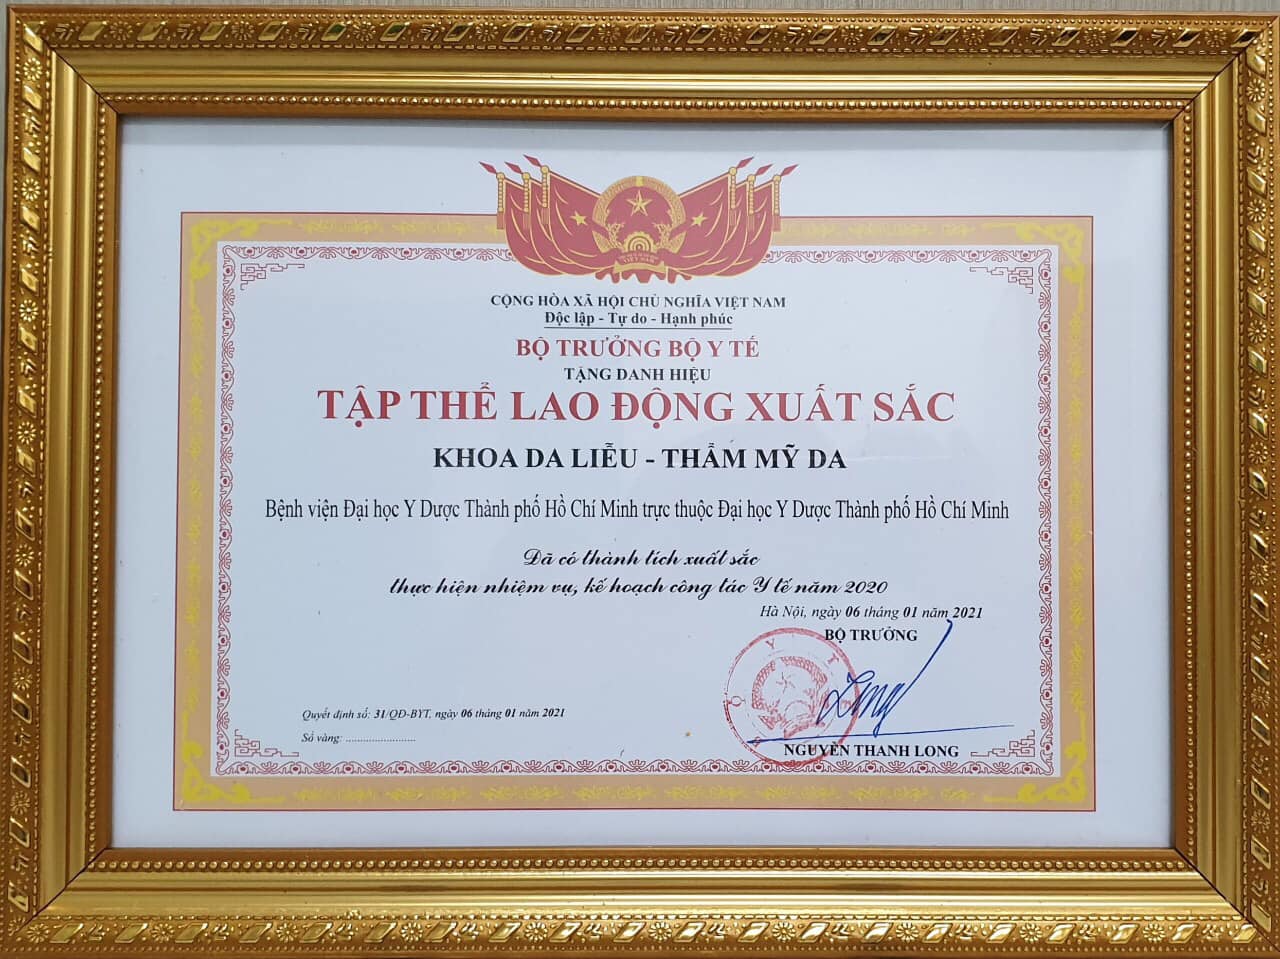 CỘNG HÒA XÃ HỘI CHỦ NGHĨA VIỆT NAM
Độc lập - Tự do - Hạnh phúc
BỘ TRƯỞNG BỘ Y TẾ
TẶNG DANH HIỆU
TẬP THỂ LAO ĐỘNG XUẤT SẮC
KHOA DA LIỄU - THẨM MỸ DA
Bệnh viện Đại học Y Dược Thành phố Hồ Chí Minh trực thuộc Đại học Y Dược Thành phố Hồ Chí Minh
Đã có thành tích xuất sắc
thực hiện nhiệm vụ, kế hoạch công tác Y tế năm 2020
Hà Nội, ngày 06 tháng 01 năm 2021
BỘ TRƯỞNG
Quyết định số: 31/QĐ-BYT, ngày 06 tháng 01 năm 2021
Sổ vàng: ........................
NGUYỄN THANH LONG